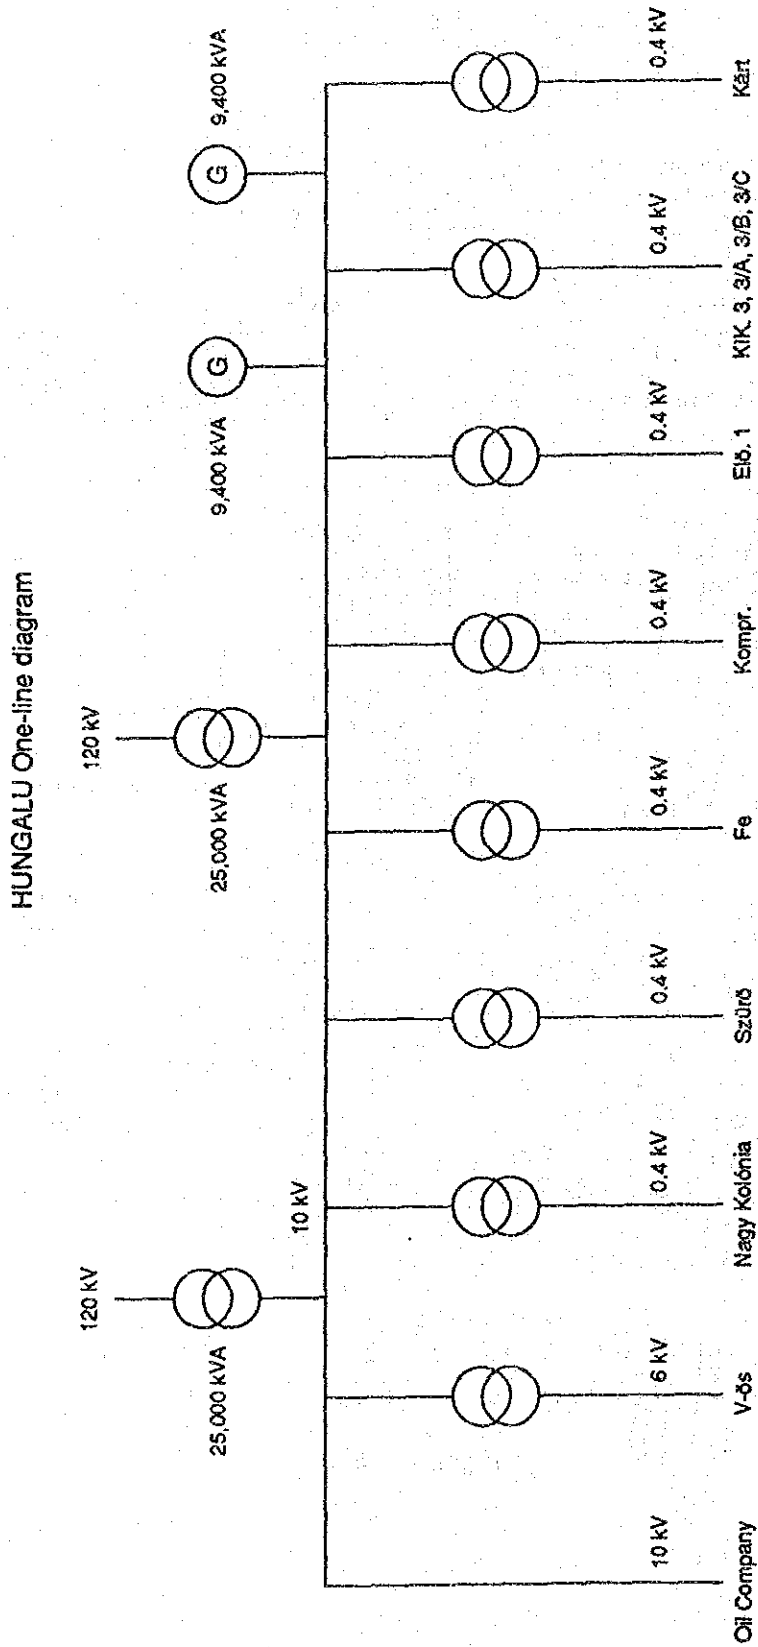 HUNGALU One-line diagram
120 kV
120 kV
25,000 kVA
25,000 kVA
9,400 kVA
9,400 kVA
G
G
10 kV
10 kV
6 kV
0.4 kV
0.4 kV
0.4 kV
0.4 kV
0.4 kV
0.4 kV
0.4 kV
Oil Company
V-ös
Nagy Kolónia
Szűrő
Fe
Kompr.
Elő. 1
KIK. 3, 3/A, 3/B, 3/C